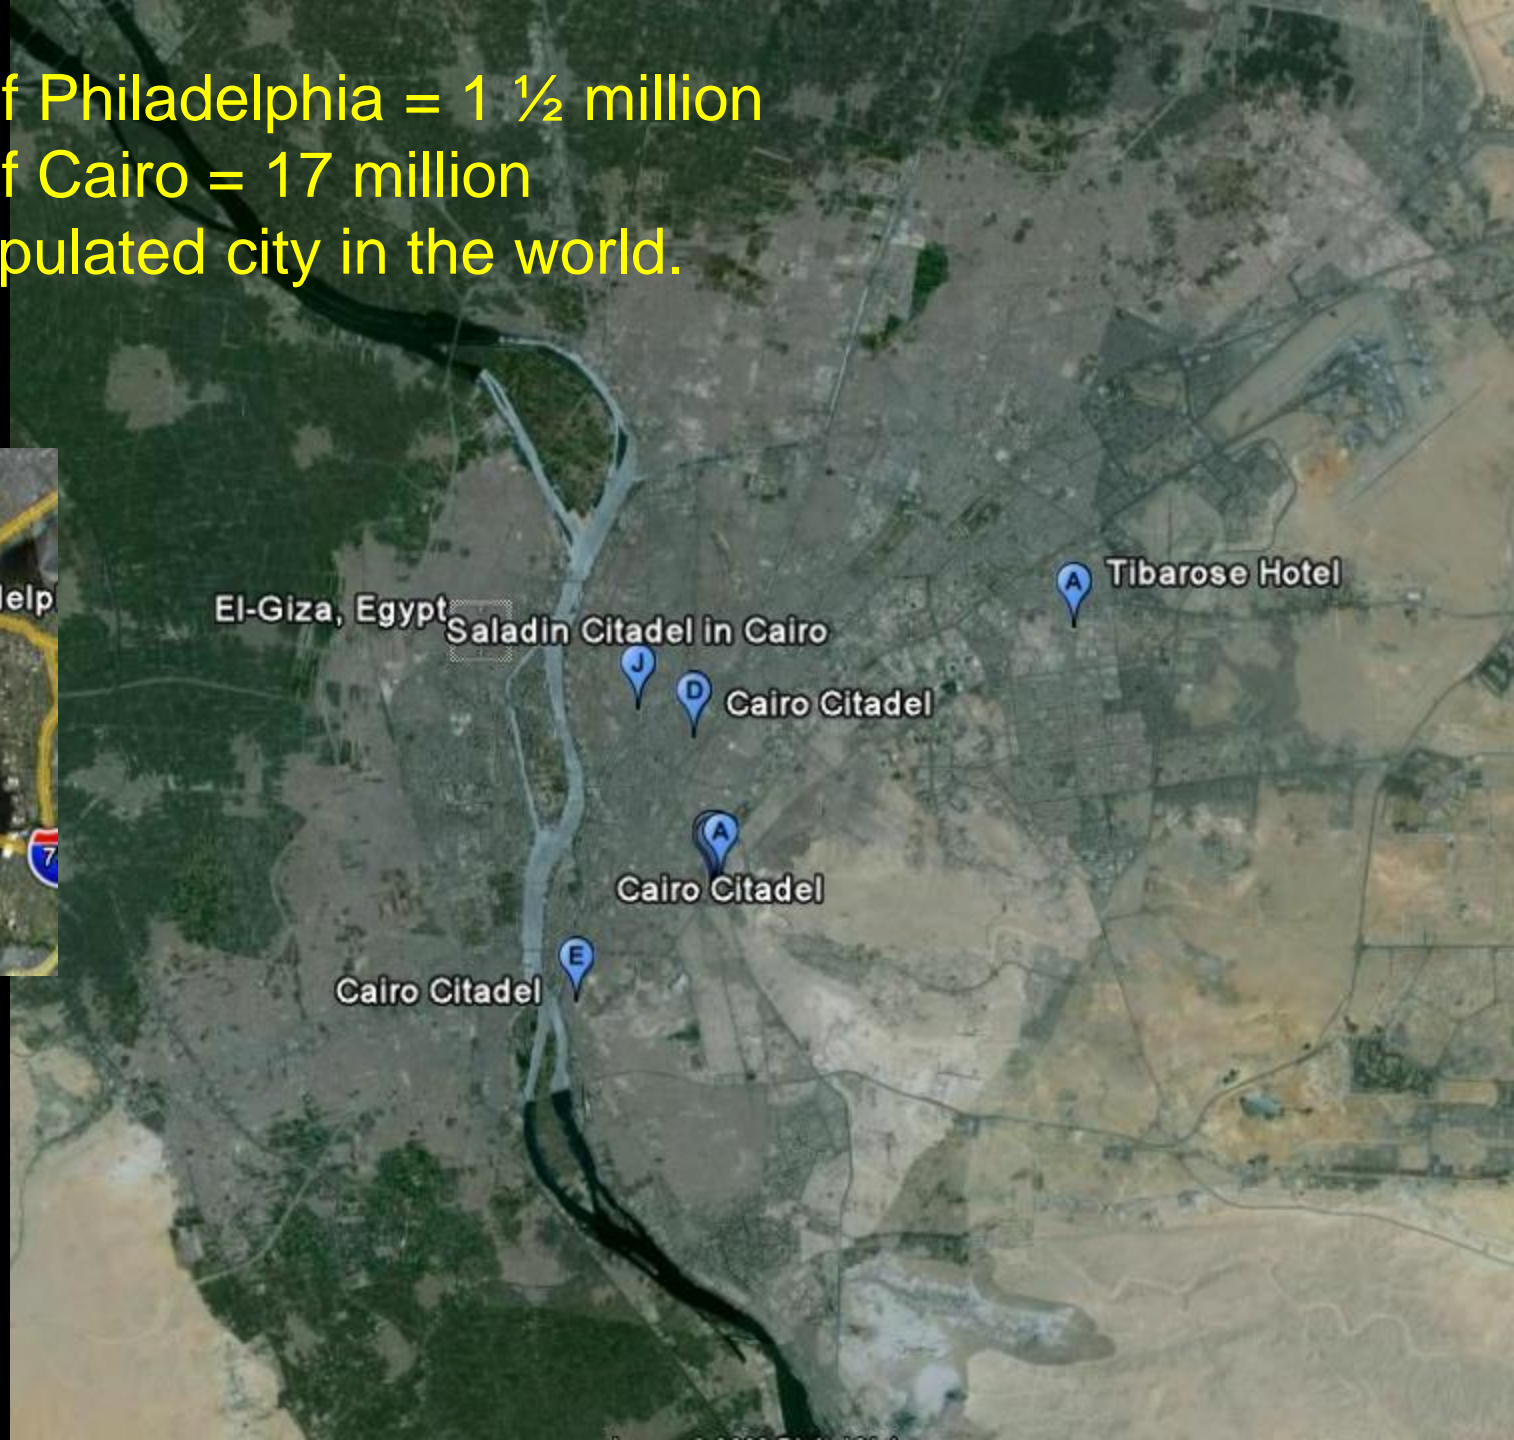 f Philadelphia = 1 ½ million
f Cairo = 17 million
pulated city in the world.
elp
A
Tibarose Hotel
El-Giza, Egypt
Saladin Citadel in Cairo
J
D
Cairo Citadel
A
Cairo Citadel
7
E
Cairo Citadel